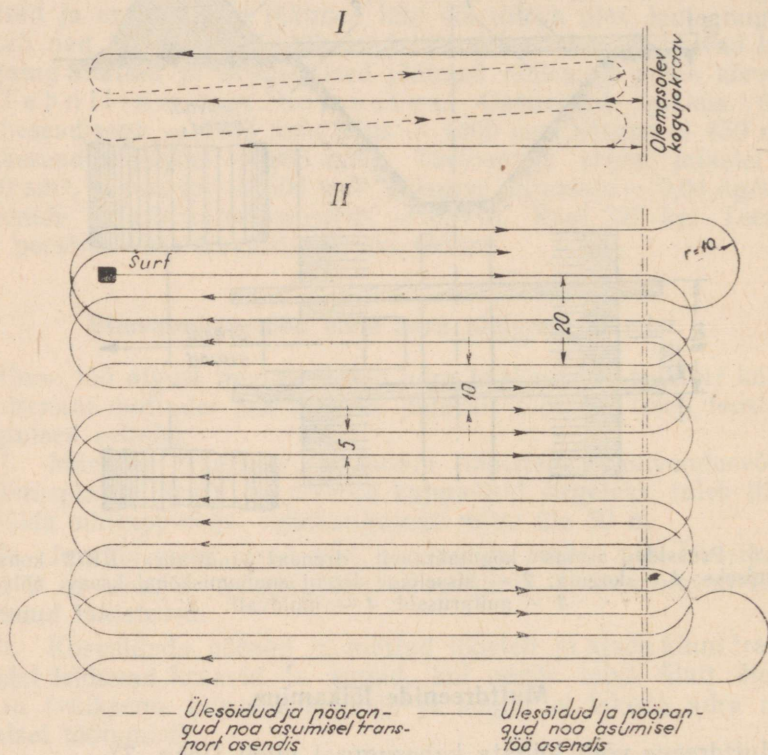 I
Olemasolev
kogujakraav
II
Šurf
r=10
20
10
5
Ülesõidud ja pööran-
gud noa asumisel trans-
port asendis
Ülesõidud ja pööran-
gud noa asumisel
töö asendis